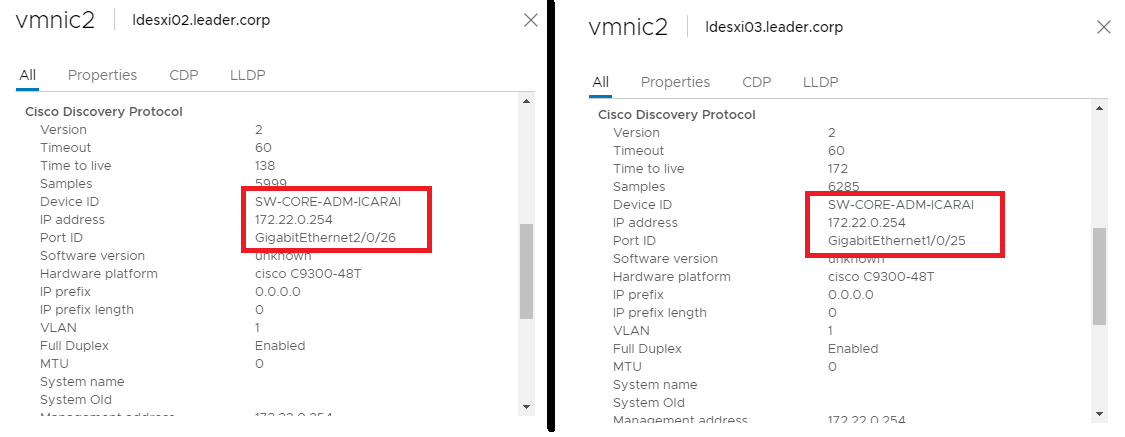 vmnic2 ldesxi02.leader.corp
All Properties CDP LLDP
Cisco Discovery Protocol
Version 2
Timeout 60
Time to live 138
Samples 5999
Device ID SW-CORE-ADM-ICARAI
IP address 172.22.0.254
Port ID GigabitEthernet2/0/26
Software version unknown
Hardware platform cisco C9300-48T
IP prefix 0.0.0.0
IP prefix length 0
VLAN 1
Full Duplex Enabled
MTU 0
System name
System Old
Management address 172.22.0.254
vmnic2 ldesxi03.leader.corp
All Properties CDP LLDP
Cisco Discovery Protocol
Version 2
Timeout 60
Time to live 172
Samples 6285
Device ID SW-CORE-ADM-ICARAI
IP address 172.22.0.254
Port ID GigabitEthernet1/0/25
Software version unknown
Hardware platform cisco C9300-48T
IP prefix 0.0.0.0
IP prefix length 0
VLAN 1
Full Duplex Enabled
MTU 0
System name
System Old
Management address 172.22.0.254